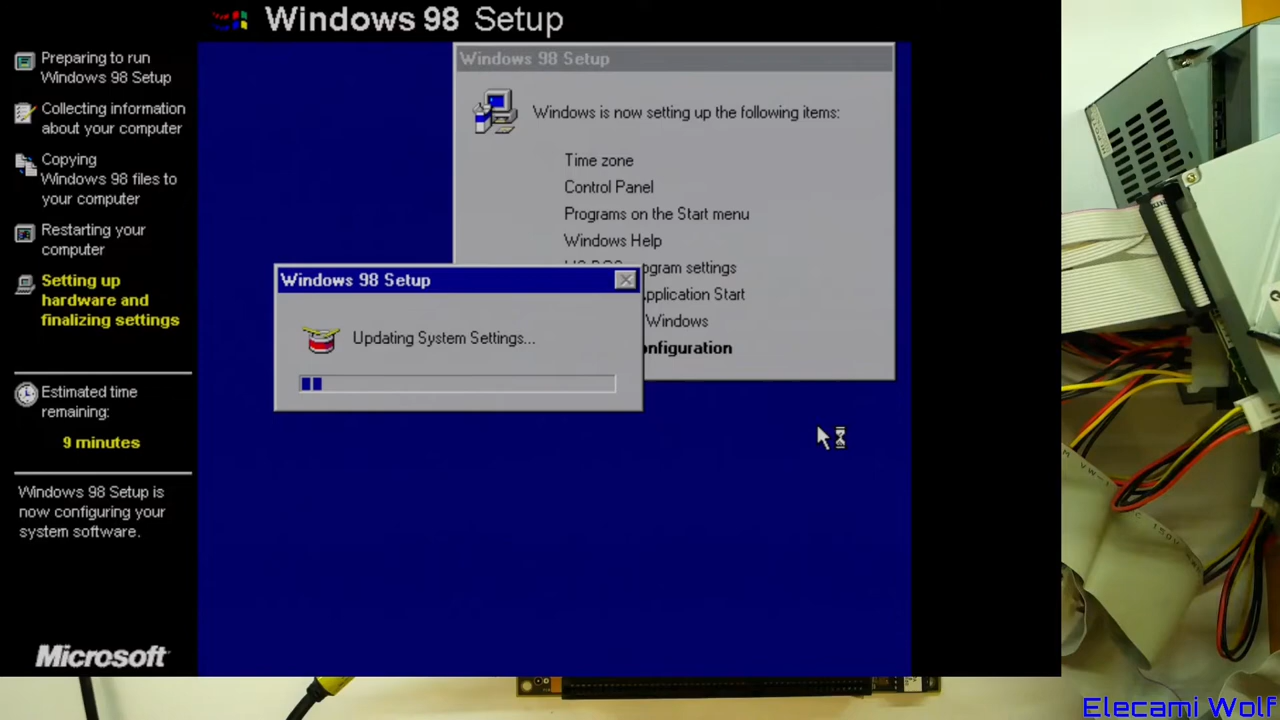 Windows 98 Setup
Preparing to run
Windows 98 Setup
Collecting information
about your computer
Copying
Windows 98 files to
your computer
Restarting your
computer
Setting up
hardware and
finalizing settings
Estimated time
remaining:
9 minutes
Windows 98 Setup is
now configuring your
system software.
Microsoft
Windows 98 Setup
Windows is now setting up the following items:
Time zone
Control Panel
Programs on the Start menu
Windows Help
ogram settings
pplication Start
Windows
onfiguration
Windows 98 Setup
Updating System Settings...
Elecami Wolf